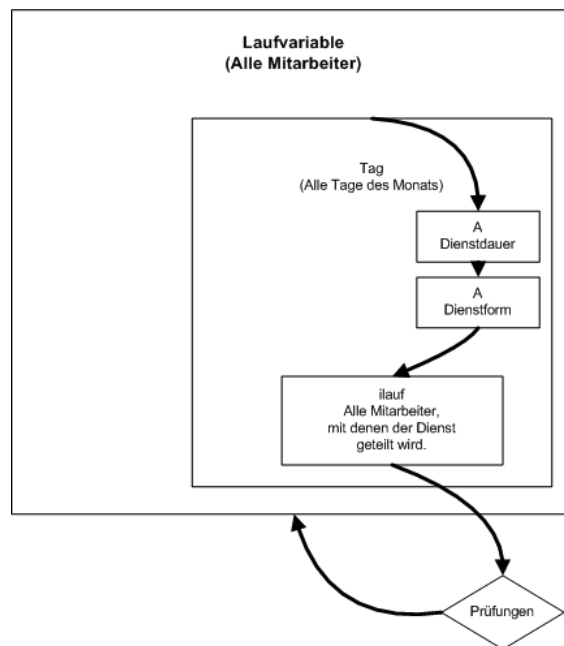 Laufvariable
(Alle Mitarbeiter)
Tag
(Alle Tage des Monats)
A
Dienstdauer
A
Dienstform
ilauf
Alle Mitarbeiter,
mit denen der Dienst
geteilt wird.
Prüfungen